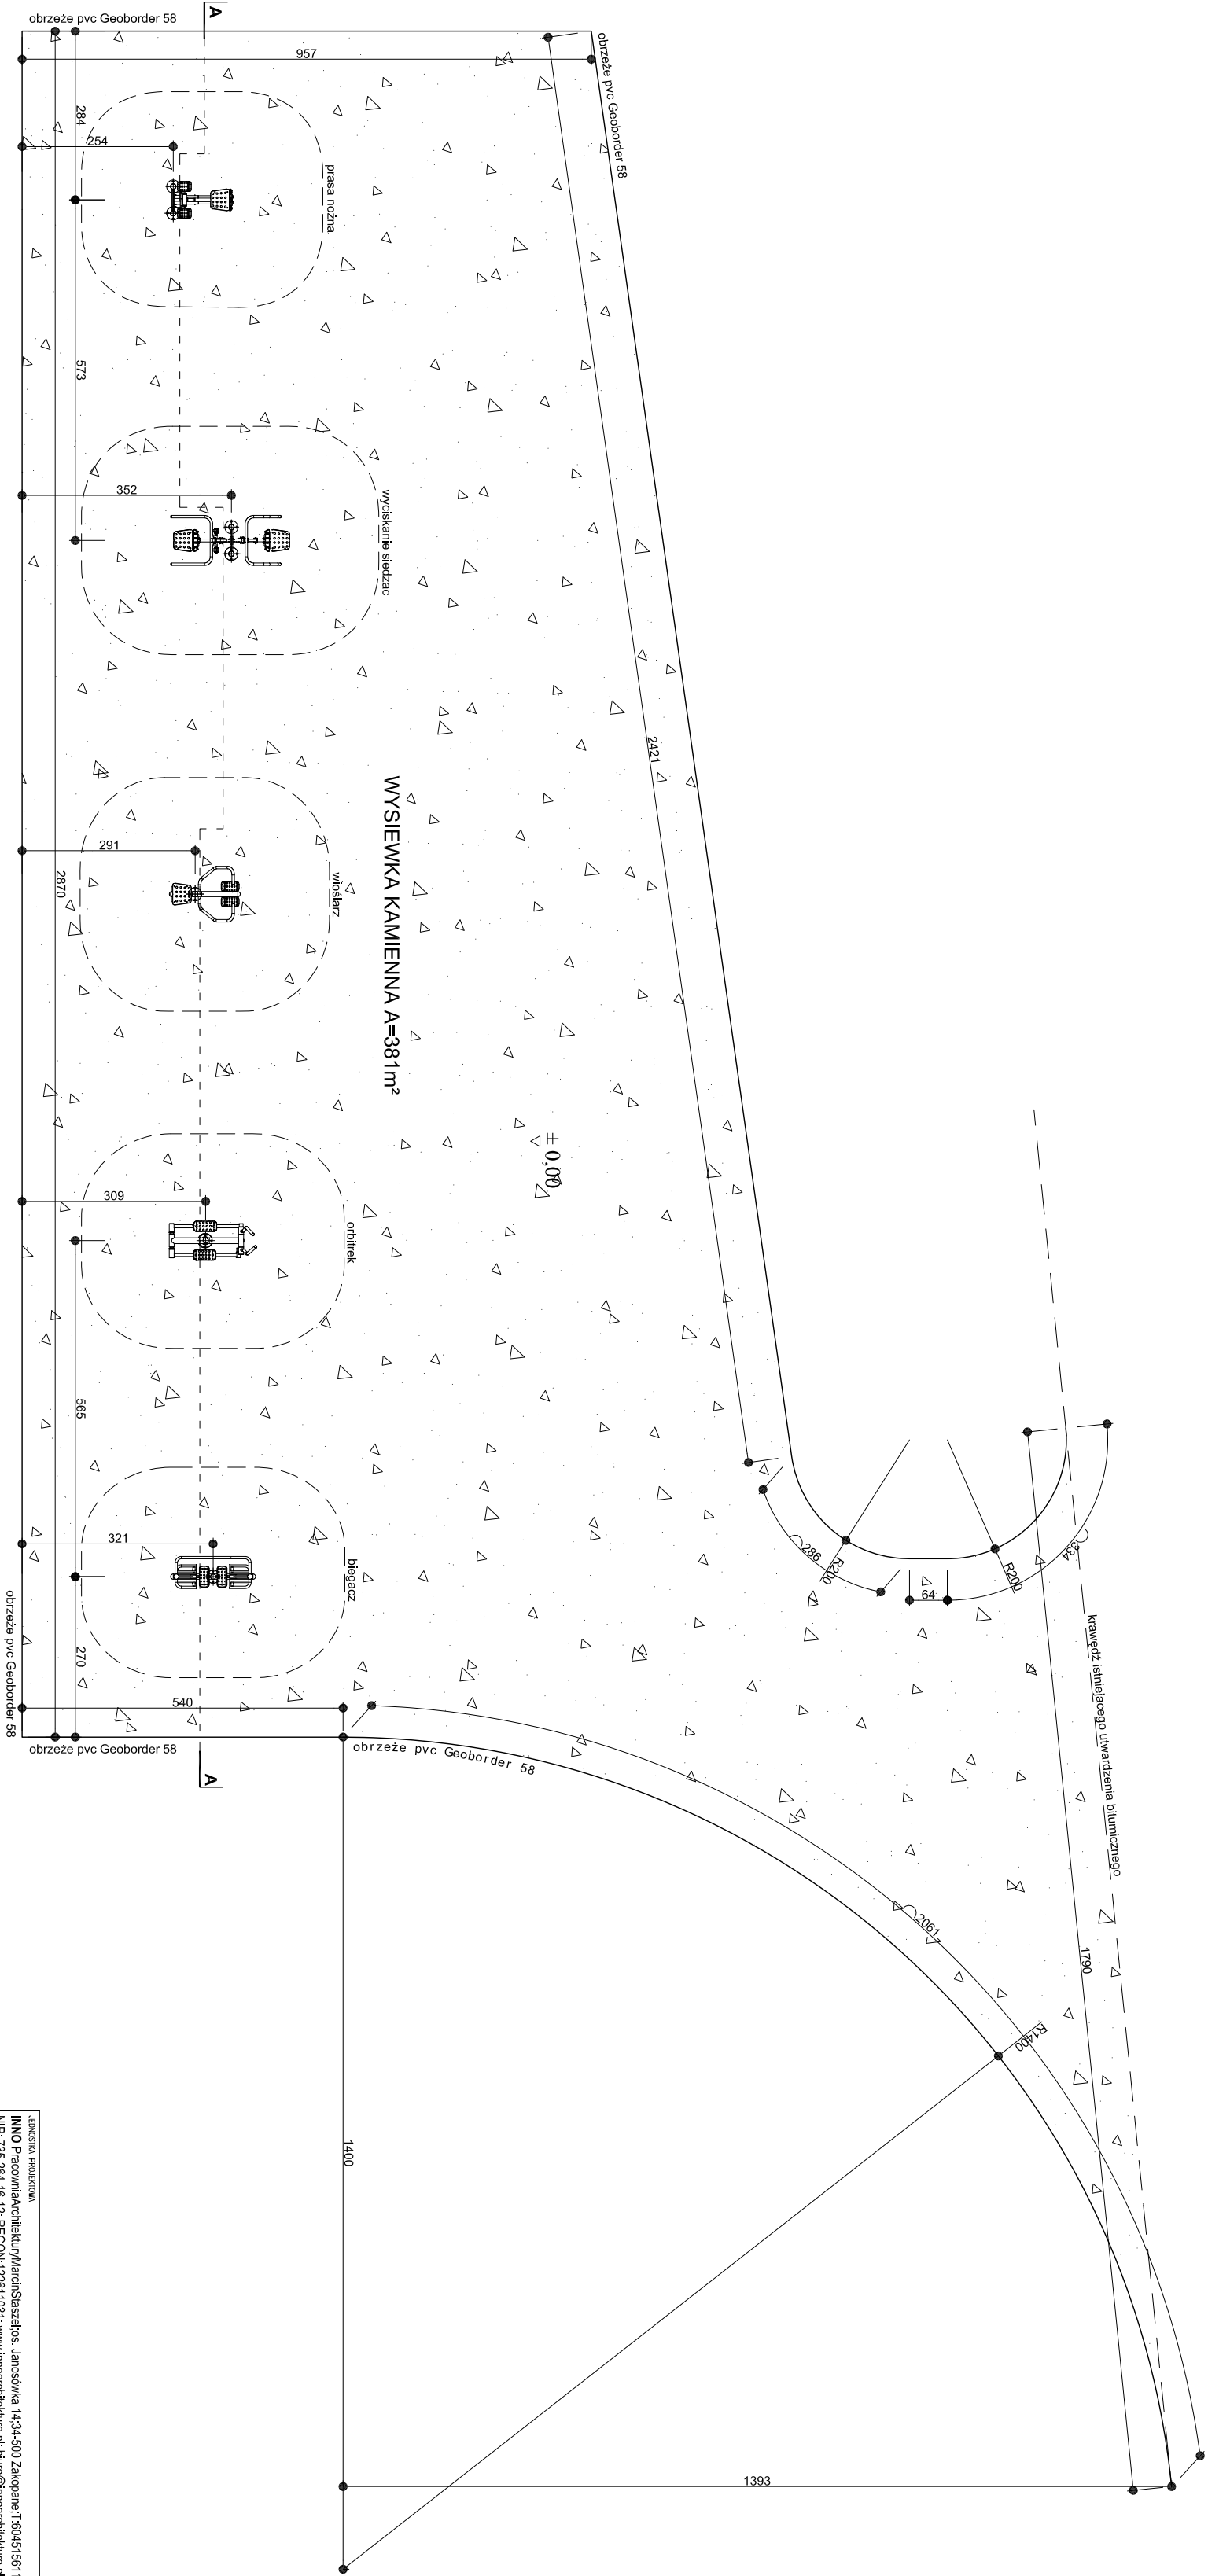 obrzeże pvc Geoborder 58
A
957
obrzeże pvc Geoborder 58
284
254
prasa nożna
573
352
wyciskanie siedzac
2421
WYSIEWKA KAMIENNA A=381m²
291
wioślarz
2870
± 0,00
309
orbitrek
565
286
R200
64
R200
334
krawędź istniejacego utwardzenia bitumicznego
321
biegacz
270
540
obrzeże pvc Geoborder 58
obrzeże pvc Geoborder 58
A
obrzeże pvc Geoborder 58
2061
1790
R1400
1400
1393
JEDNOSTKA PROJEKTOWA
INNO PracowniaArchitekturyMarcinStaszel;os. Janosówka 14;34-500 Zakopane;T:604515611